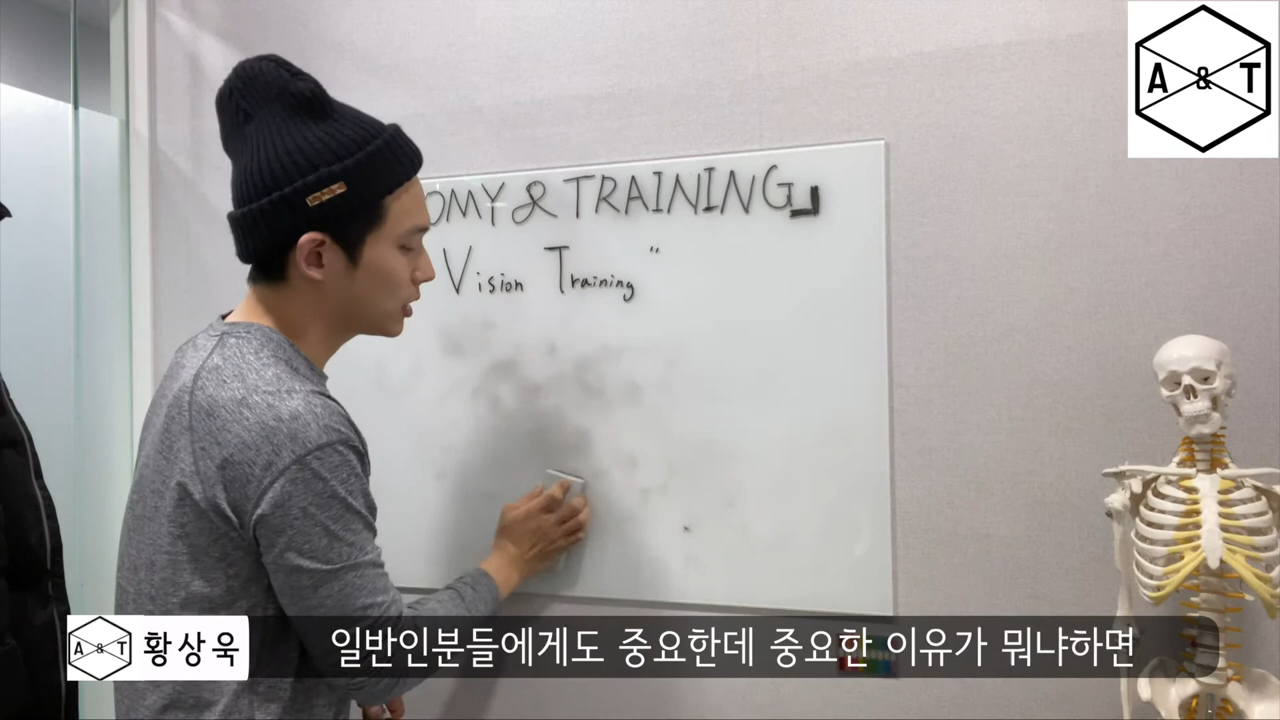 A & T
OMY & TRAINING」
Vision Training "
A & T 황상욱
일반인분들에게도 중요한데 중요한 이유가 뭐냐하면